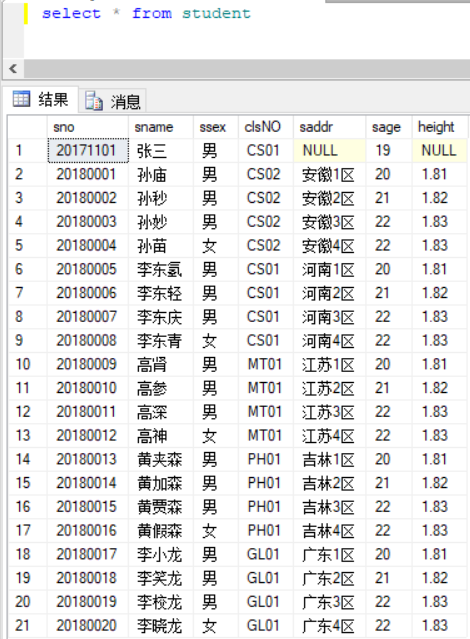 select * from student
结果 消息
sno sname ssex clsNO saddr sage height
1 20171101 张三 男 CS01 NULL 19 NULL
2 20180001 孙庙 男 CS02 安徽1区 20 1.81
3 20180002 孙秒 男 CS02 安徽2区 21 1.82
4 20180003 孙妙 男 CS02 安徽3区 22 1.83
5 20180004 孙苗 女 CS02 安徽4区 22 1.83
6 20180005 李东氢 男 CS01 河南1区 20 1.81
7 20180006 李东轻 男 CS01 河南2区 21 1.82
8 20180007 李东庆 男 CS01 河南3区 22 1.83
9 20180008 李东青 女 CS01 河南4区 22 1.83
10 20180009 高肾 男 MT01 江苏1区 20 1.81
11 20180010 高参 男 MT01 江苏2区 21 1.82
12 20180011 高深 男 MT01 江苏3区 22 1.83
13 20180012 高神 女 MT01 江苏4区 22 1.83
14 20180013 黄夹森 男 PH01 吉林1区 20 1.81
15 20180014 黄加森 男 PH01 吉林2区 21 1.82
16 20180015 黄贾森 男 PH01 吉林3区 22 1.83
17 20180016 黄假森 女 PH01 吉林4区 22 1.83
18 20180017 李小龙 男 GL01 广东1区 20 1.81
19 20180018 李笑龙 男 GL01 广东2区 21 1.82
20 20180019 李校龙 男 GL01 广东3区 22 1.83
21 20180020 李晓龙 女 GL01 广东4区 22 1.83